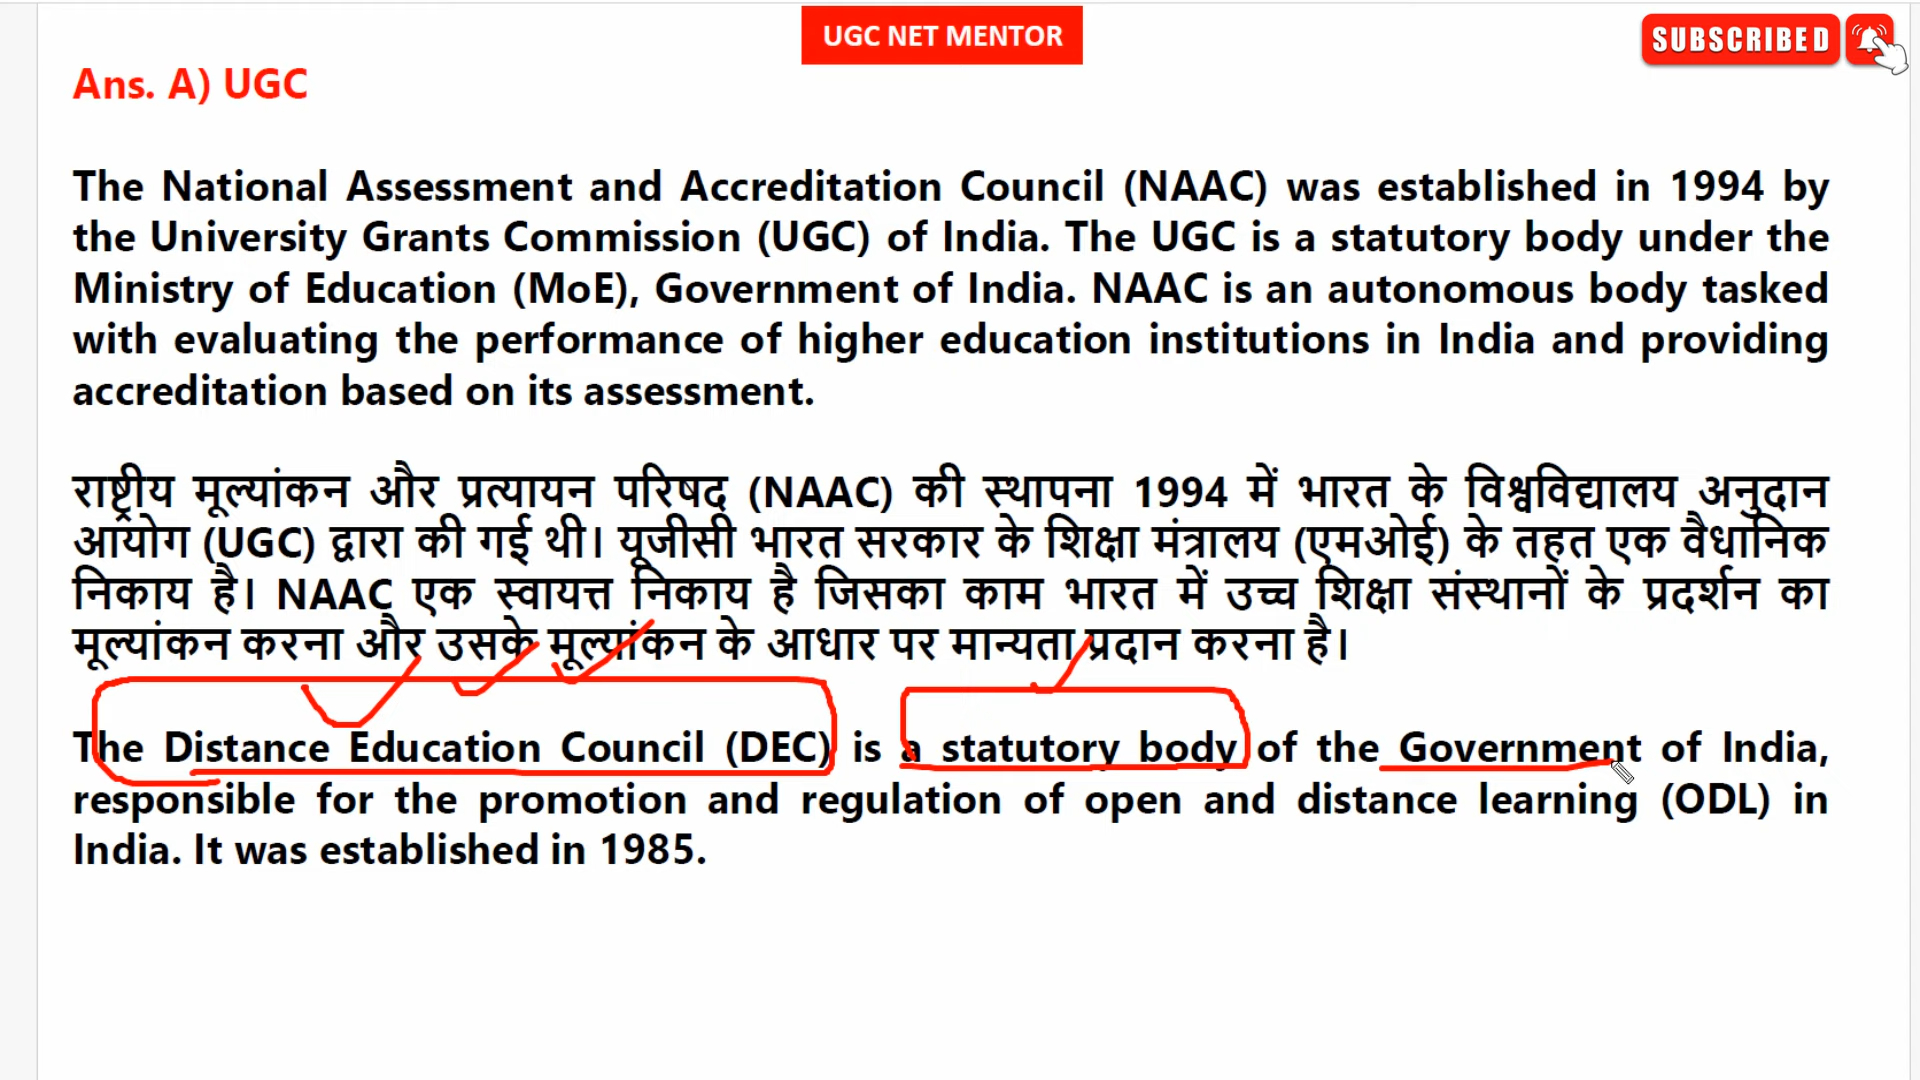 UGC NET MENTOR
SUBSCRIBED
Ans. A) UGC
The National Assessment and Accreditation Council (NAAC) was established in 1994 by
the University Grants Commission (UGC) of India. The UGC is a statutory body under the
Ministry of Education (MoE), Government of India. NAAC is an autonomous body tasked
with evaluating the performance of higher education institutions in India and providing
accreditation based on its assessment.
राष्ट्रीय मूल्यांकन और प्रत्यायन परिषद (NAAC) की स्थापना 1994 में भारत के विश्वविद्यालय अनुदान
आयोग (UGC) द्वारा की गई थी। यूजीसी भारत सरकार के शिक्षा मंत्रालय (एमओई) के तहत एक वैधानिक
निकाय है। NAAC एक स्वायत्त निकाय है जिसका काम भारत में उच्च शिक्षा संस्थानों के प्रदर्शन का
मूल्यांकन करना और उसके मूल्यांकन के आधार पर मान्यता प्रदान करना है।
The Distance Education Council (DEC) is a statutory body of the Government of India,
responsible for the promotion and regulation of open and distance learning (ODL) in
India. It was established in 1985.